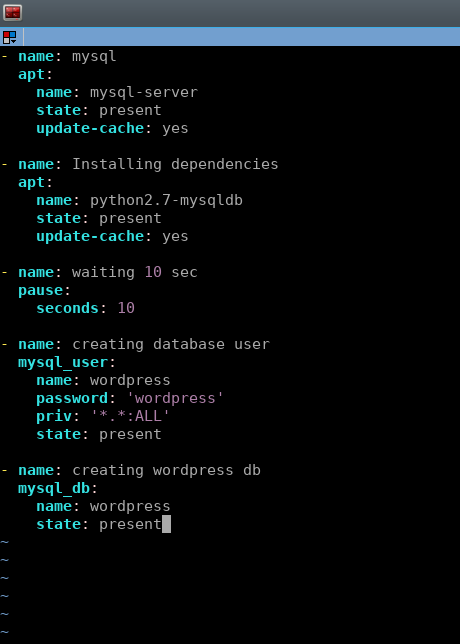 - name: mysql
  apt:
    name: mysql-server
    state: present
    update-cache: yes

- name: Installing dependencies
  apt:
    name: python2.7-mysqldb
    state: present
    update-cache: yes

- name: waiting 10 sec
  pause:
    seconds: 10

- name: creating database user
  mysql_user:
    name: wordpress
    password: 'wordpress'
    priv: '*.*:ALL'
    state: present

- name: creating wordpress db
  mysql_db:
    name: wordpress
    state: present
~
~
~
~
~
~